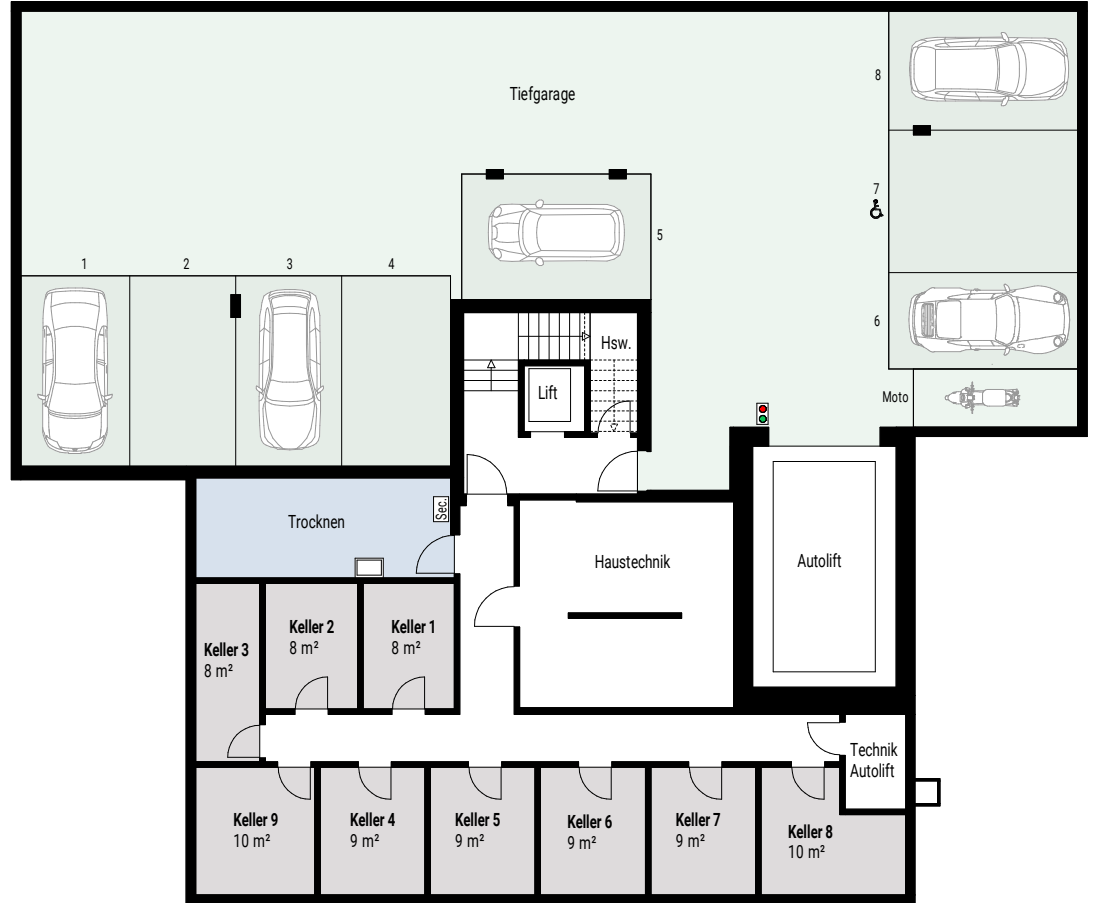 8
Tiefgarage
7
5
1
2
3
4
6
Hsw.
Lift
Moto
Sec.
Trocknen
Haustechnik
Autolift
Keller 2
8 m²
Keller 1
8 m²
Keller 3
8 m²
Technik
Autolift
Keller 9
10 m²
Keller 4
9 m²
Keller 5
9 m²
Keller 6
9 m²
Keller 7
9 m²
Keller 8
10 m²